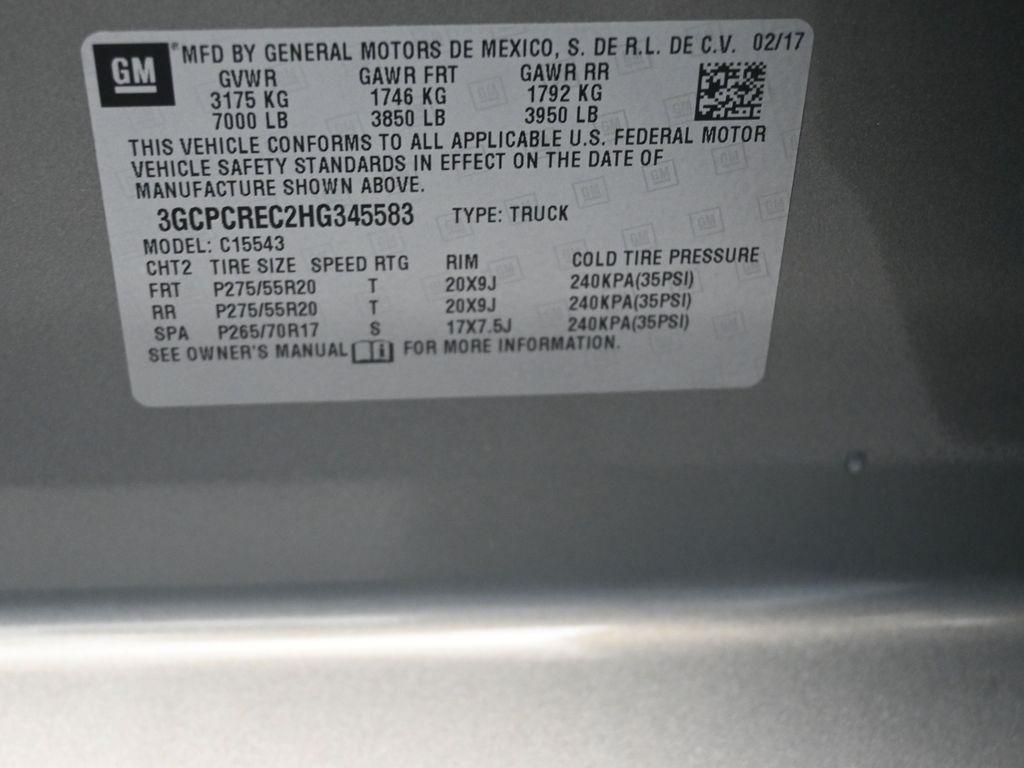 GM® MFD BY GENERAL MOTORS DE MEXICO, S. DE R.L. DE C.V. 02/17
GVWR GAWR FRT GAWR RR
3175 KG 1746 KG 1792 KG
7000 LB 3850 LB 3950 LB
THIS VEHICLE CONFORMS TO ALL APPLICABLE U.S. FEDERAL MOTOR
VEHICLE SAFETY STANDARDS IN EFFECT ON THE DATE OF
MANUFACTURE SHOWN ABOVE.
3GCPCREC2HG345583 TYPE: TRUCK
MODEL: C15543
CHT2 TIRE SIZE SPEED RTG RIM COLD TIRE PRESSURE
FRT P275/55R20 T 20X9J 240KPA(35PSI)
RR P275/55R20 T 20X9J 240KPA(35PSI)
SPA P265/70R17 S 17X7.5J 240KPA(35PSI)
SEE OWNER'S MANUAL i FOR MORE INFORMATION.